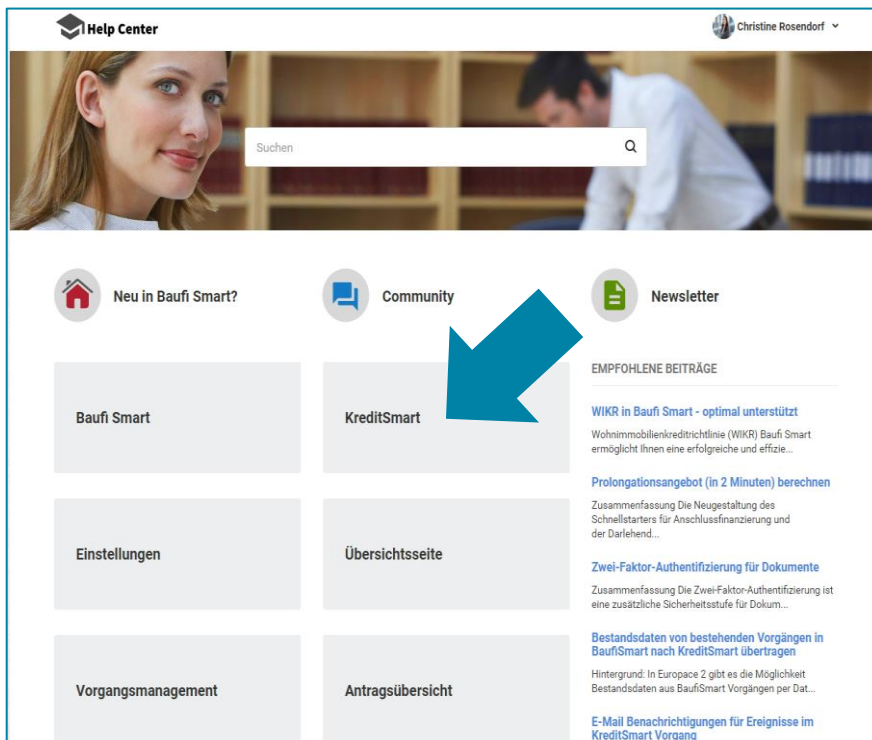 Help Center
Christine Rosendorf
Suchen
Neu in Baufi Smart?
Community
Newsletter
Baufi Smart
KreditSmart
Einstellungen
Übersichtsseite
Vorgangsmanagement
Antragsübersicht
EMPFOHLENE BEITRÄGE
WIKR in Baufi Smart - optimal unterstützt
Wohnimmobilienkreditrichtlinie (WIKR) Baufi Smart
ermöglicht Ihnen eine erfolgreiche und effizie...
Prolongationsangebot (in 2 Minuten) berechnen
Zusammenfassung Die Neugestaltung des
Schnellstarters für Anschlussfinanzierung und
der Darlehend...
Zwei-Faktor-Authentifizierung für Dokumente
Zusammenfassung Die Zwei-Faktor-Authentifizierung ist
eine zusätzliche Sicherheitsstufe für Dokum...
Bestandsdaten von bestehenden Vorgängen in
BaufiSmart nach KreditSmart übertragen
Hintergrund: In Europace 2 gibt es die Möglichkeit
Bestandsdaten aus BaufiSmart Vorgängen per Dat...
E-Mail Benachrichtigungen für Ereignisse im
KreditSmart Vorgang